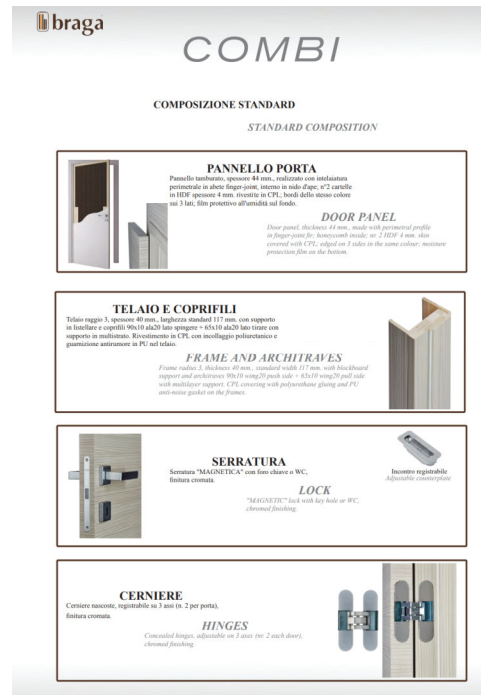 braga
COMBI
COMPOSIZIONE STANDARD
STANDARD COMPOSITION
PANNELLO PORTA
Pannello tamburato, spessore 44 mm., realizzato con intelaiatura
perimetrale in abete finger-joint, interno in nido d'ape; n°2 cartelle
in HDF spessore 4 mm. rivestite in CPL; bordi dello stesso colore
sui 3 lati; film protettivo all'umidità sul fondo.
DOOR PANEL
Door panel, thickness 44 mm., made with perimetral profile
in finger-joint fir; honeycomb inside; nr. 2 HDF 4 mm. skin
covered with CPL; edged on 3 sides in the same colour; moisture
protection film on the bottom.
TELAIO E COPRIFILI
Telaio raggio 3, spessore 40 mm., larghezza standard 117 mm. con supporto
in listellare e coprifili 90x10 ala20 lato spingere + 65x10 ala20 lato tirare con
supporto in multistrato. Rivestimento in CPL con incollaggio poliuretanico e
guarnizione antirumore in PU nel telaio.
FRAME AND ARCHITRAVES
Frame radius 3, thickness 40 mm., standard width 117 mm. with blockboard
support and architraves 90x10 wing20 push side + 65x10 wing20 pull side
with multilayer support. CPL covering with polyurethane gluing and PU
anti-noise gasket on the frames.
SERRATURA
Serratura "MAGNETICA" con foro chiave o WC,
finitura cromata.
LOCK
"MAGNETIC" lock with key hole or WC,
chromed finishing.
Incontro registrabile
Adjustable counterplate
CERNIERE
Cerniere nascoste, registrabile su 3 assi (n. 2 per porta),
finitura cromata.
HINGES
Concealed hinges, adjustable on 3 axes (nr. 2 each door),
chromed finishing.